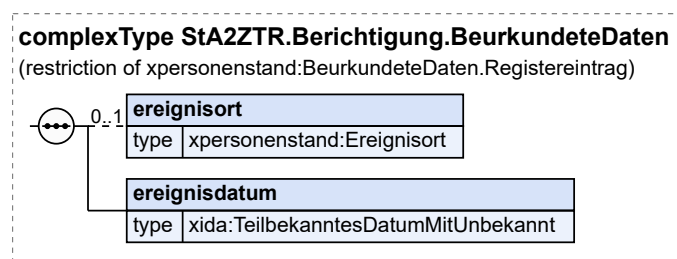 complexType StA2ZTR.Berichtigung.BeurkundeteDaten
(restriction of xpersonenstand:BeurkundeteDaten.Registereintrag)
0..1
ereignisort
type xpersonenstand:Ereignisort
ereignisdatum
type xida:TeilbekanntesDatumMitUnbekannt